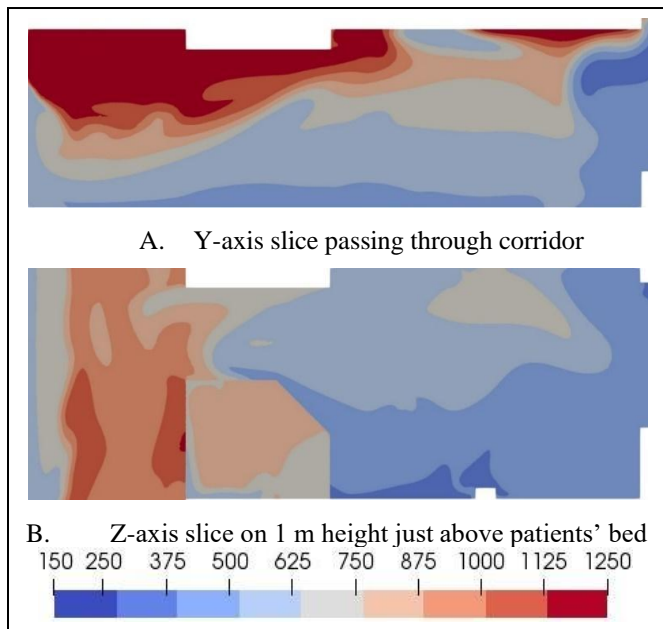 A. Y-axis slice passing through corridor
B. Z-axis slice on 1 m height just above patients’ bed
150 250 375 500 625 750 875 1000 1125 1250